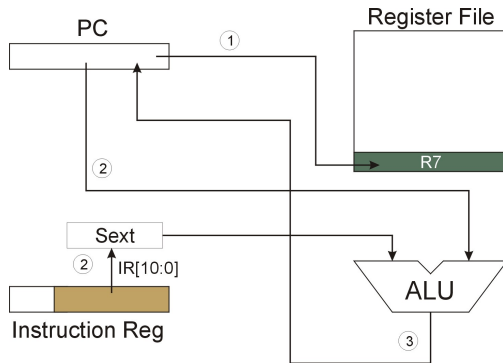 Register File
PC
1
R7
2
Sext
2
IR[10:0]
ALU
Instruction Reg
3